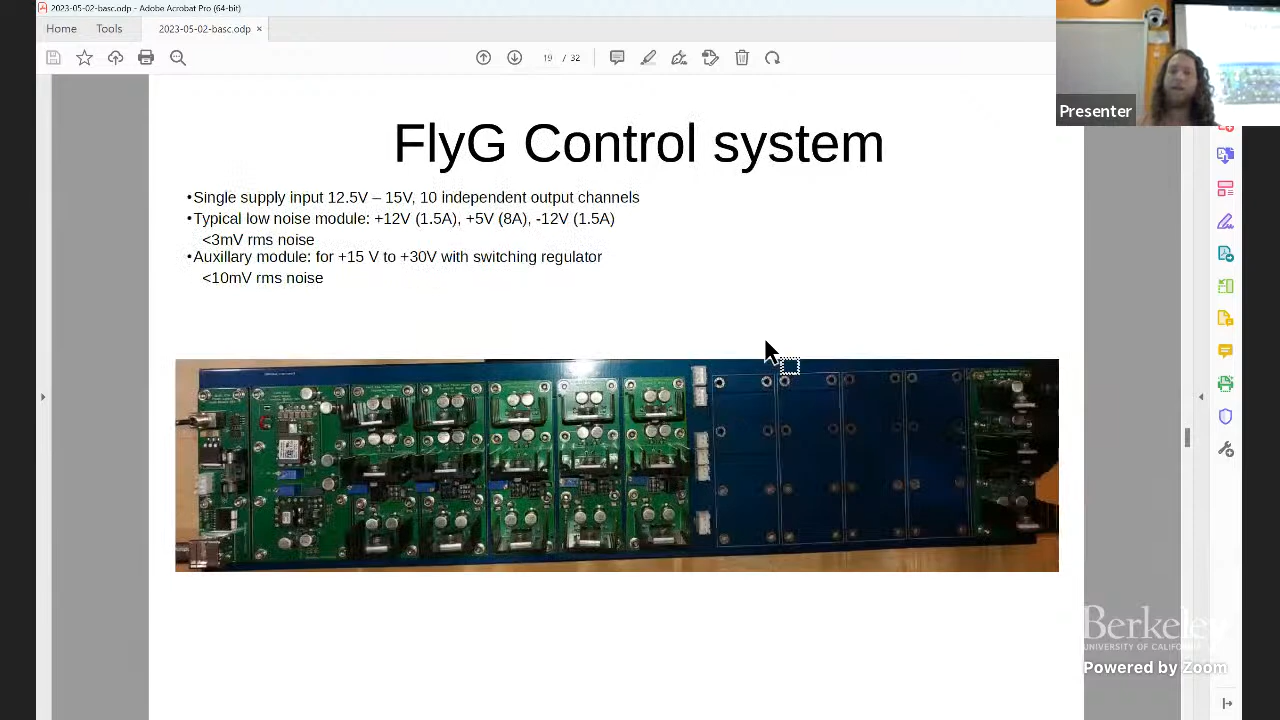 2023-05-02-basc.odp - Adobe Acrobat Pro (64-bit)
Home Tools 2023-05-02-basc.odp ×
19 / 32
Presenter
FlyG Control system
•Single supply input 12.5V – 15V, 10 independent output channels
•Typical low noise module: +12V (1.5A), +5V (8A), -12V (1.5A)
<3mV rms noise
•Auxillary module: for +15 V to +30V with switching regulator
<10mV rms noise
Berkeley
UNIVERSITY OF CALIFORNIA
Powered by Zoom